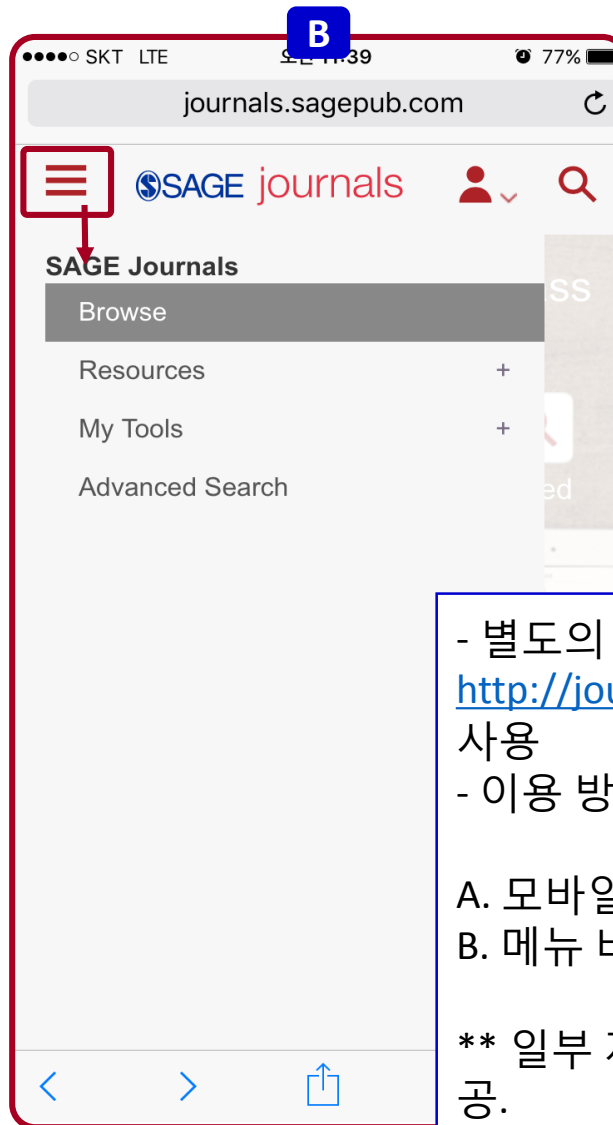 B
SKT LTE
77%
journals.sagepub.com
SAGE journals
SAGE Journals
Browse
Resources +
My Tools +
Advanced Search
- 별도의
http://jou
사용
- 이용 방
A. 모바일
B. 메뉴
** 일부
공.